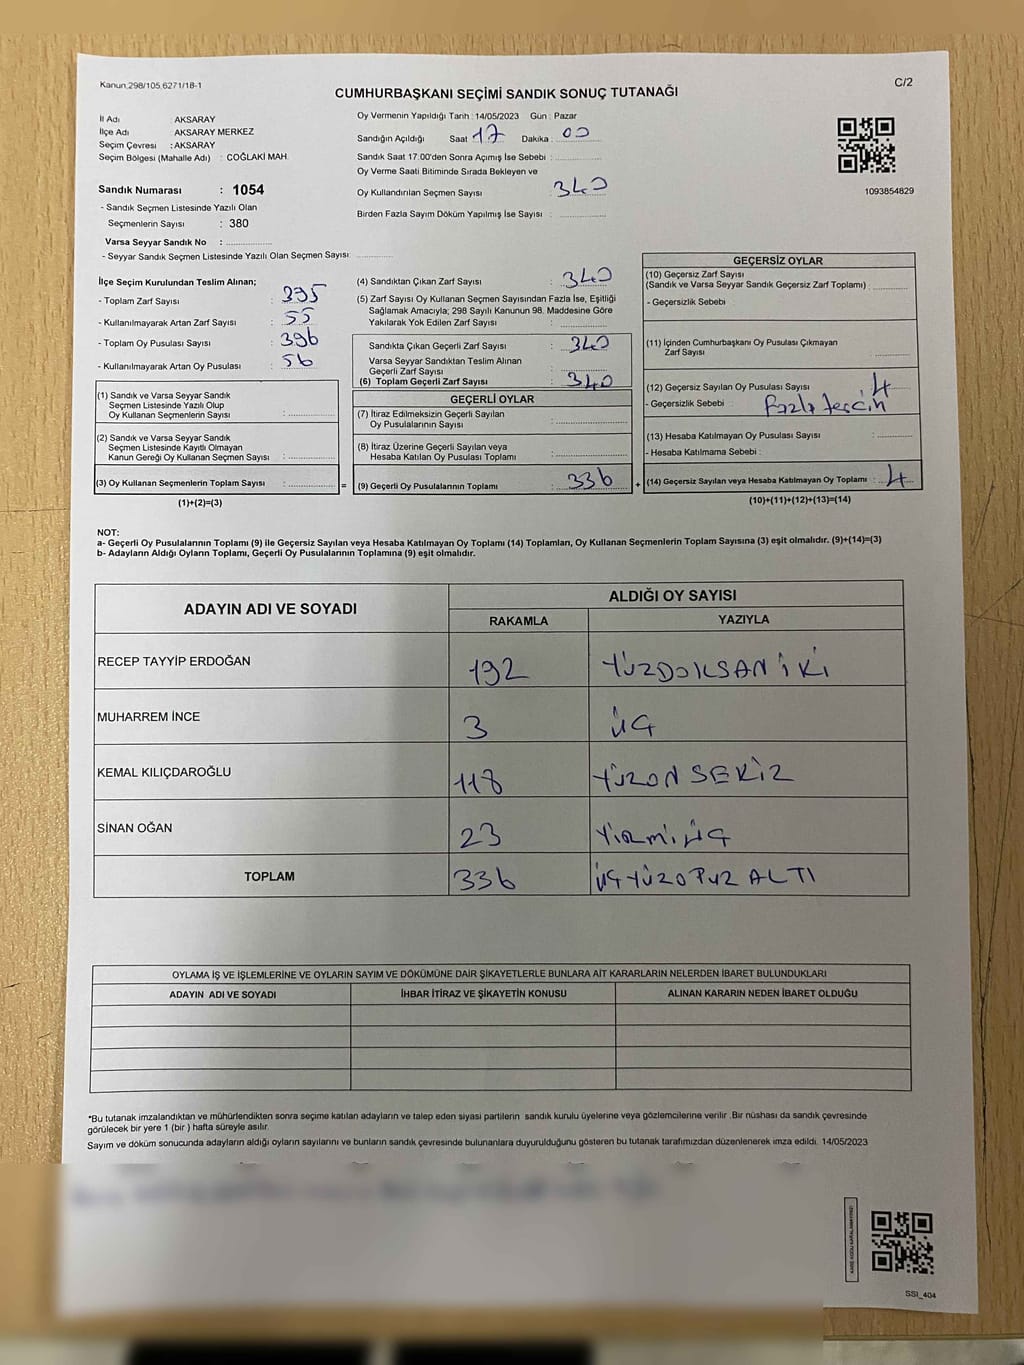 Kanun.298/105,6271/18-1
C/2
CUMHURBAŞKANI SEÇİMİ SANDIK SONUÇ TUTANAĞI
İl Adı : AKSARAY
İlçe Adı : AKSARAY MERKEZ
Seçim Çevresi : AKSARAY
Seçim Bölgesi (Mahalle Adı) : COĞLAKİ MAH.
Sandık Numarası : 1054
- Sandık Seçmen Listesinde Yazılı Olan
Seçmenlerin Sayısı : 380
Varsa Seyyar Sandık No :
- Seyyar Sandık Seçmen Listesinde Yazılı Olan Seçmen Sayısı:
Oy Vermenin Yapıldığı Tarih : 14/05/2023 Gün : Pazar
Sandığın Açıldığı Saat 17 Dakika : 00
Sandık Saat 17:00'den Sonra Açımış İse Sebebi :
Oy Verme Saati Bitiminde Sırada Bekleyen ve
Oy Kullandırılan Seçmen Sayısı 340
Birden Fazla Sayım Döküm Yapılmış İse Sayısı :
1093854829
İlçe Seçim Kurulundan Teslim Alınan;
- Toplam Zarf Sayısı : 395
- Kullanılmayarak Artan Zarf Sayısı : 55
- Toplam Oy Pusulası Sayısı : 396
- Kullanılmayarak Artan Oy Pusulası : 56
(1) Sandık ve Varsa Seyyar Sandık
Seçmen Listesinde Yazılı Olup
Oy Kullanan Seçmenlerin Sayısı :
(2) Sandık ve Varsa Seyyar Sandık
Seçmen Listesinde Kayıtlı Olmayan
Kanun Gereği Oy Kullanan Seçmen Sayısı :
(3) Oy Kullanan Seçmenlerin Toplam Sayısı : =
(1)+(2)=(3)
(4) Sandıktan Çıkan Zarf Sayısı : 340
(5) Zarf Sayısı Oy Kullanan Seçmen Sayısından Fazla İse, Eşitliği
Sağlamak Amacıyla; 298 Sayılı Kanunun 98. Maddesine Göre
Yakılarak Yok Edilen Zarf Sayısı :
Sandıkta Çıkan Geçerli Zarf Sayısı : 340
Varsa Seyyar Sandıktan Teslim Alınan
Geçerli Zarf Sayısı :
(6) Toplam Geçerli Zarf Sayısı : 340
GEÇERLİ OYLAR
(7) İtiraz Edilmeksizin Geçerli Sayılan
Oy Pusulalarının Sayısı :
(8) İtiraz Üzerine Geçerli Sayılan veya
Hesaba Katılan Oy Pusulası Toplamı :
(9) Geçerli Oy Pusulalarının Toplamı : 336 +
GEÇERSİZ OYLAR
(10) Geçersiz Zarf Sayısı
(Sandık ve Varsa Seyyar Sandık Geçersiz Zarf Toplamı) :
- Geçersizlik Sebebi :
(11) İçinden Cumhurbaşkanı Oy Pusulası Çıkmayan
Zarf Sayısı :
(12) Geçersiz Sayılan Oy Pusulası Sayısı : 4
- Geçersizlik Sebebi : Fazla tercih
(13) Hesaba Katılmayan Oy Pusulası Sayısı :
- Hesaba Katılmama Sebebi :
(14) Geçersiz Sayılan veya Hesaba Katılmayan Oy Toplamı : 4
(10)+(11)+(12)+(13)=(14)
NOT:
a- Geçerli Oy Pusulalarının Toplamı (9) ile Geçersiz Sayılan veya Hesaba Katılmayan Oy Toplamı (14) Toplamları, Oy Kullanan Seçmenlerin Toplam Sayısına (3) eşit olmalıdır. (9)+(14)=(3)
b- Adayların Aldığı Oyların Toplamı, Geçerli Oy Pusulalarının Toplamına (9) eşit olmalıdır.
ADAYIN ADI VE SOYADI
ALDIĞI OY SAYISI
RAKAMLA YAZIYLA
RECEP TAYYİP ERDOĞAN 192 YÜZDOKSAN İKİ
MUHARREM İNCE 3 ÜÇ
KEMAL KILIÇDAROĞLU 118 YÜZON SEKİZ
SİNAN OĞAN 23 YİRMİ ÜÇ
TOPLAM 336 ÜÇYÜZOTUZ ALTI
OYLAMA İŞ VE İŞLEMLERİNE VE OYLARIN SAYIM VE DÖKÜMÜNE DAİR ŞİKAYETLERLE BUNLARA AİT KARARLARIN NELERDEN İBARET BULUNDUKLARI
ADAYIN ADI VE SOYADI İHBAR İTİRAZ VE ŞİKAYETİN KONUSU ALINAN KARARIN NEDEN İBARET OLDUĞU
*Bu tutanak imzalandıktan ve mühürlendikten sonra seçime katılan adayların ve talep eden siyasi partilerin sandık kurulu üyelerine veya gözlemcilerine verilir .Bir nüshası da sandık çevresinde
görülecek bir yere 1 (bir ) hafta süreyle asılır.
Sayım ve döküm sonucunda adayların aldığı oyların sayılarını ve bunların sandık çevresinde bulunanlara duyurulduğunu gösteren bu tutanak tarafımızdan düzenlenerek imza edildi. 14/05/2023
SSI_404